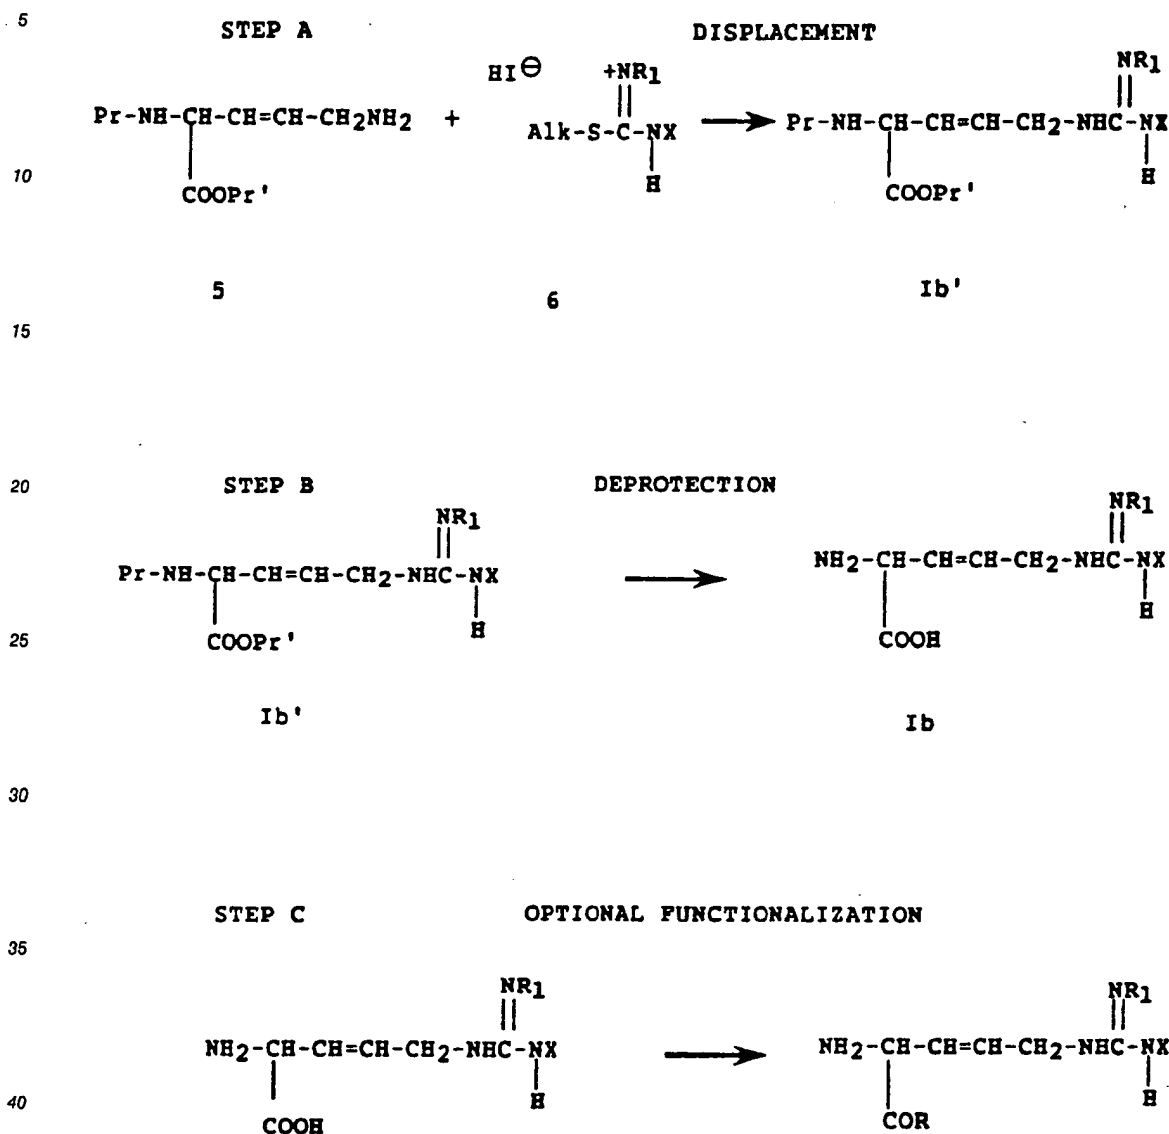 5
STEP A DISPLACEMENT
HI⊖ +NR1 NR1
Pr-NH-CH-CH=CH-CH2NH2 + Alk-S-C-NX Pr-NH-CH-CH=CH-CH2-NHC-NX
H H
10
COOPr' COOPr'
5 6 Ib'
15
20
STEP B DEPROTECTION
NR1 NR1
Pr-NH-CH-CH=CH-CH2-NHC-NX NH2-CH-CH=CH-CH2-NHC-NX
H H
25
COOPr' COOH
Ib' Ib
30
STEP C OPTIONAL FUNCTIONALIZATION
35
NR1 NR1
NH2-CH-CH=CH-CH2-NHC-NX NH2-CH-CH=CH-CH2-NHC-NX
H H
40
COOH COR